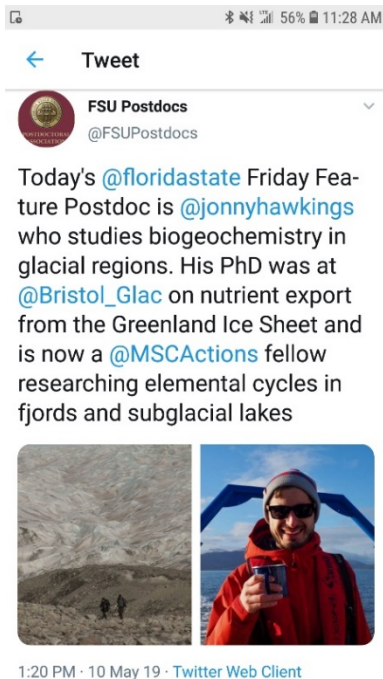 56% 11:28 AM
Tweet
FSU Postdocs
@FSUPostdocs
POSTDOCTORAL
ASSOCIATION
Today's @floridastate Friday Fea-
ture Postdoc is @jonnyhawkings
who studies biogeochemistry in
glacial regions. His PhD was at
@Bristol_Glac on nutrient export
from the Greenland Ice Sheet and
is now a @MSCActions fellow
researching elemental cycles in
fjords and subglacial lakes
1:20 PM · 10 May 19 · Twitter Web Client